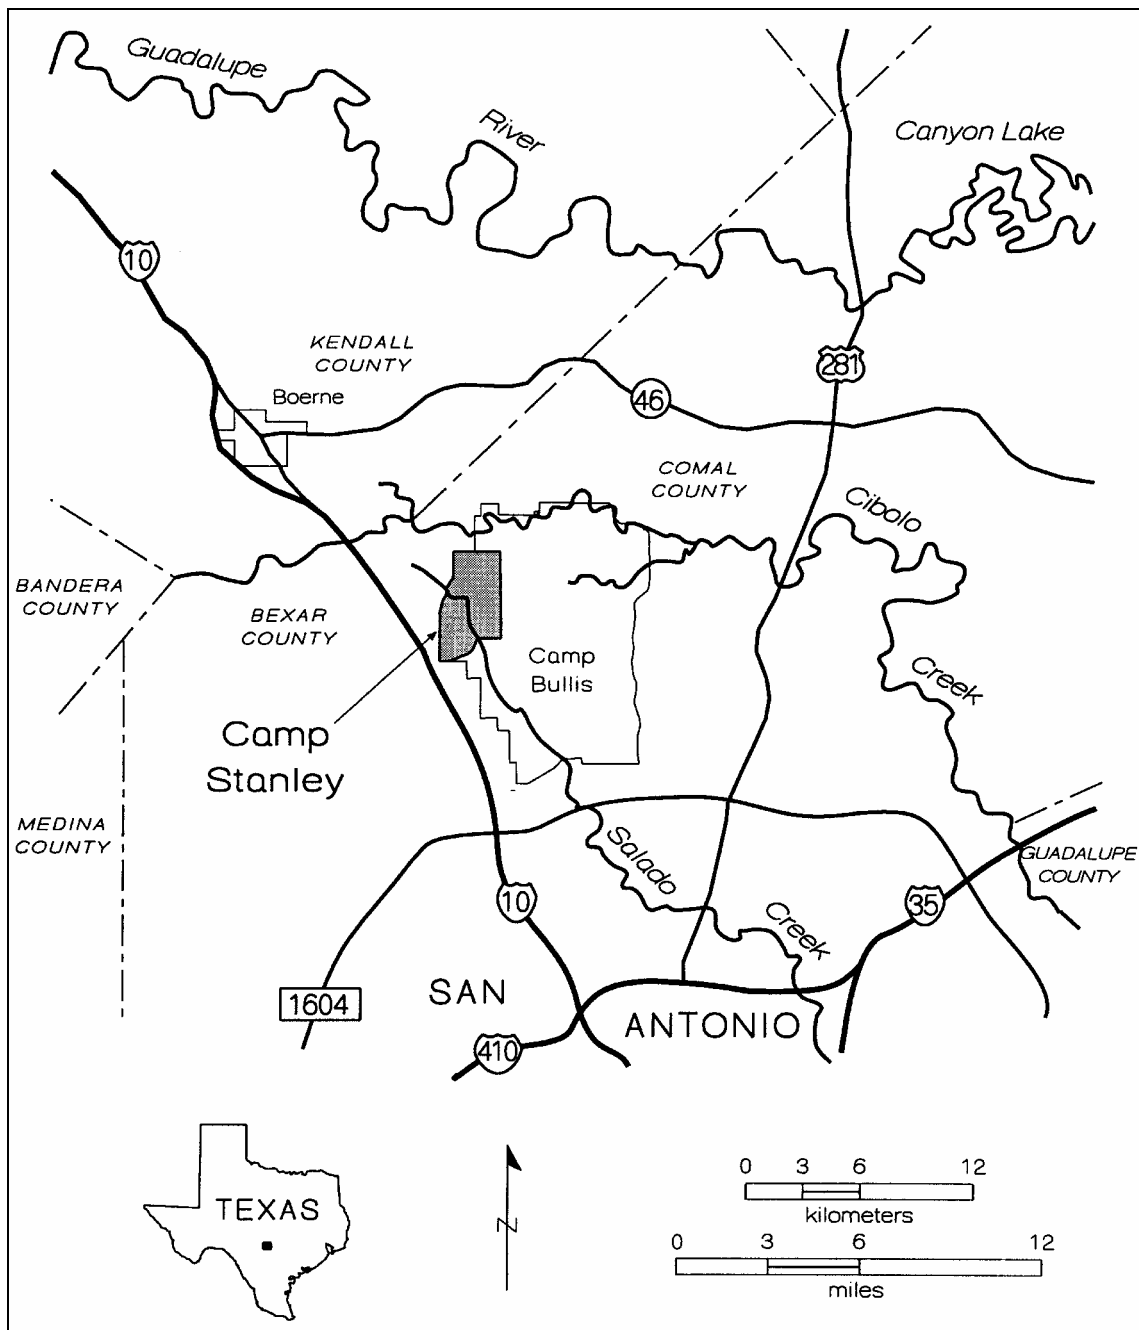 Guadalupe
River
Canyon Lake
10
KENDALL
COUNTY
281
Boerne
46
COMAL
COUNTY
Cibolo
BANDERA
COUNTY
BEXAR
COUNTY
Camp
Bullis
Creek
Camp
Stanley
MEDINA
COUNTY
Salado
GUADALUPE
COUNTY
10
35
Creek
SAN
1604
ANTONIO
410
TEXAS
N
0 3 6 12
kilometers
0 3 6 12
miles